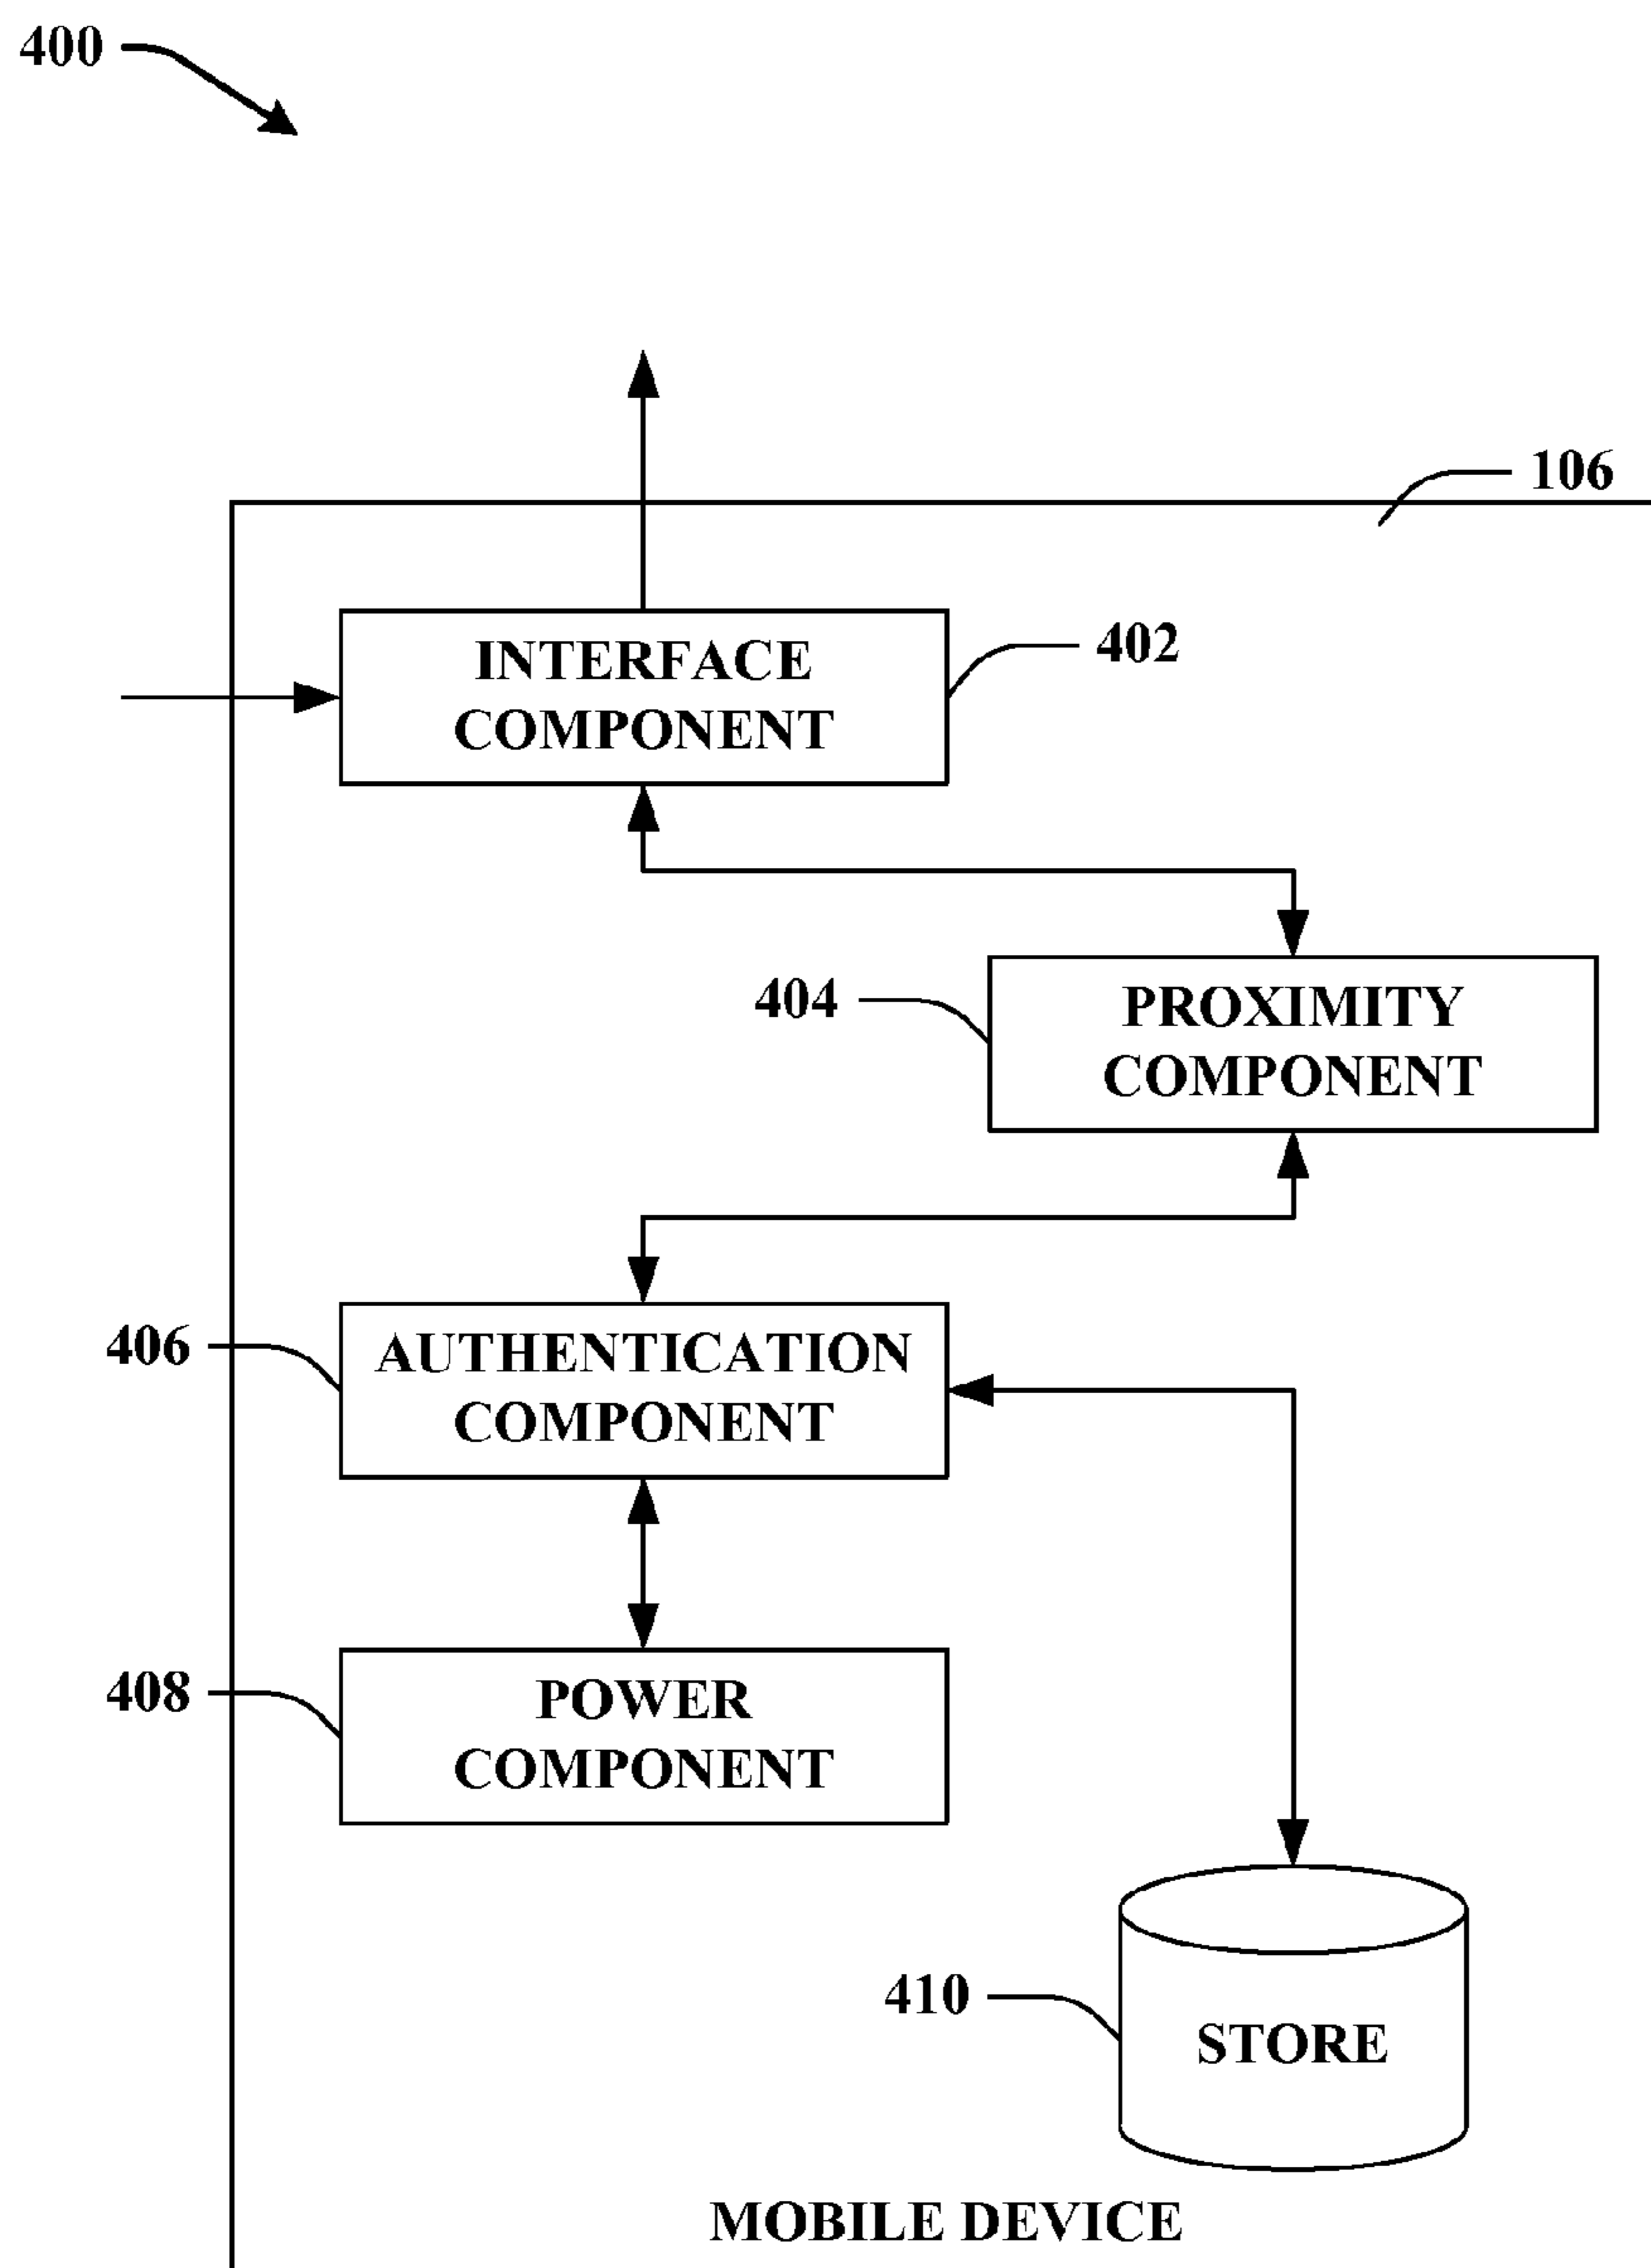 400
106
INTERFACE
COMPONENT
402
404
PROXIMITY
COMPONENT
406
AUTHENTICATION
COMPONENT
408
POWER
COMPONENT
410
STORE
MOBILE DEVICE